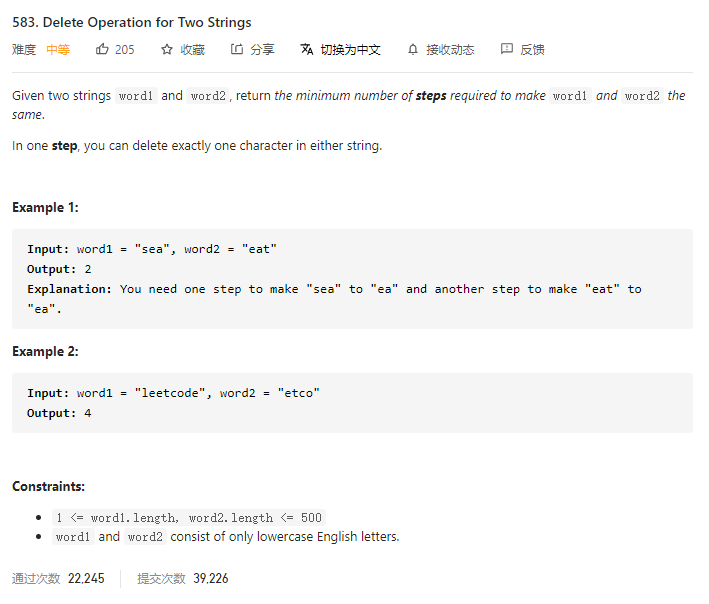 583. Delete Operation for Two Strings
难度 中等 205 收藏 分享 切换为中文 接收动态 反馈
Given two strings word1 and word2, return the minimum number of steps required to make word1 and word2 the
same.
In one step, you can delete exactly one character in either string.
Example 1:
Input: word1 = "sea", word2 = "eat"
Output: 2
Explanation: You need one step to make "sea" to "ea" and another step to make "eat" to
"ea".
Example 2:
Input: word1 = "leetcode", word2 = "etco"
Output: 4
Constraints:
• 1 <= word1.length, word2.length <= 500
• word1 and word2 consist of only lowercase English letters.
通过次数 22,245 提交次数 39,226